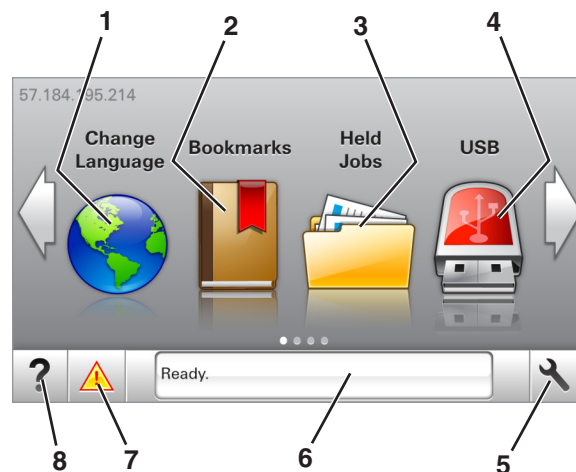 1 2 3 4
57.184.195.214
Change
Language
Bookmarks
Held
Jobs
USB
?
Ready.
8 7 6 5